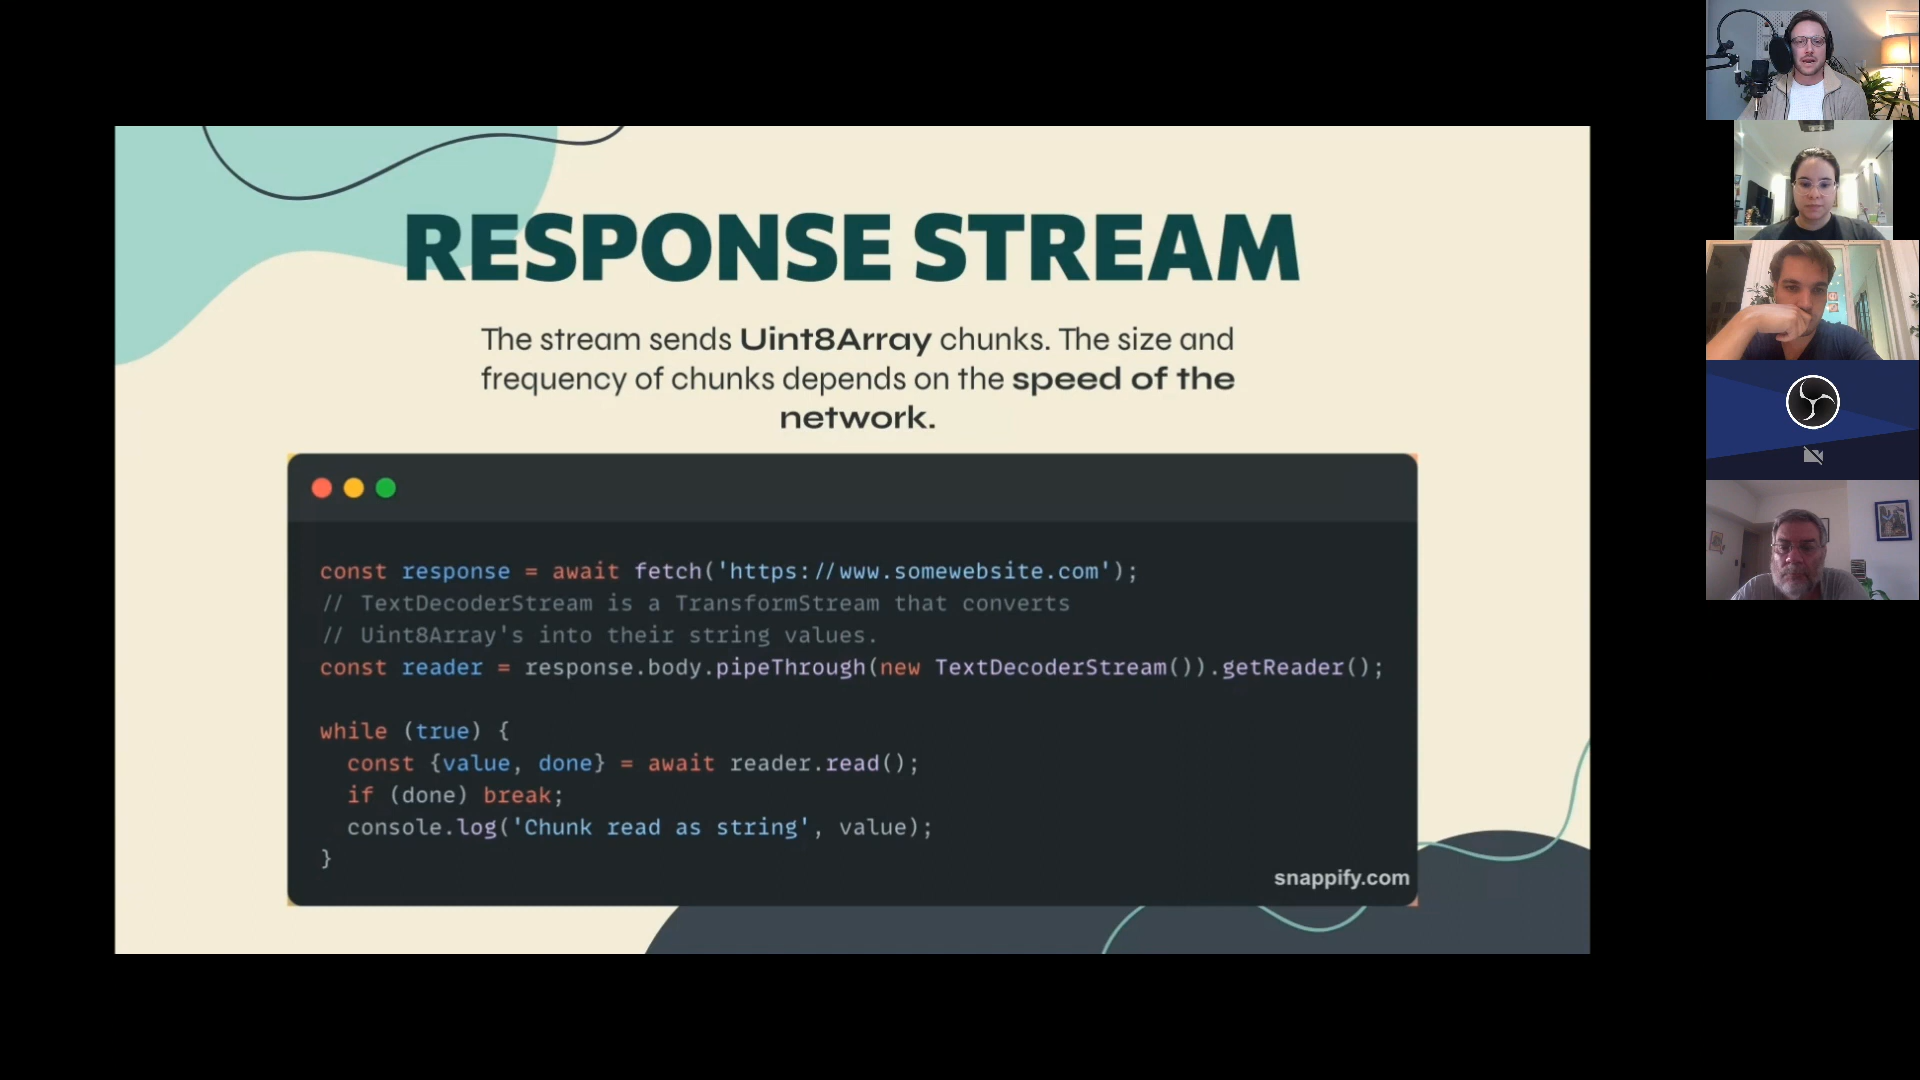 RESPONSE STREAM
The stream sends Uint8Array chunks. The size and
frequency of chunks depends on the speed of the
network.
const response = await fetch('https://www.somewebsite.com');
// TextDecoderStream is a TransformStream that converts
// Uint8Array's into their string values.
const reader = response.body.pipeThrough(new TextDecoderStream()).getReader();
while (true) {
const {value, done} = await reader.read();
if (done) break;
console.log('Chunk read as string', value);
}
snappify.com